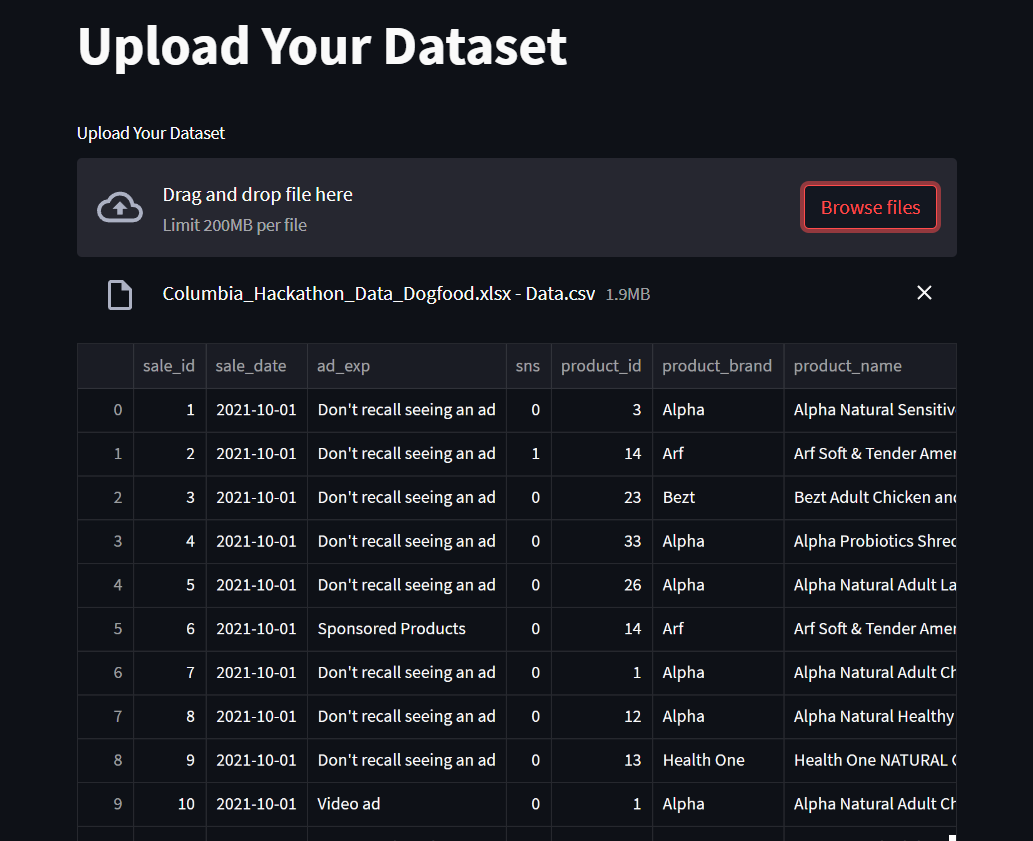 Upload Your Dataset
Upload Your Dataset
Drag and drop file here
Limit 200MB per file
Browse files
Columbia_Hackathon_Data_Dogfood.xlsx - Data.csv 1.9MB
sale_id sale_date ad_exp sns product_id product_brand product_name
0 1 2021-10-01 Don't recall seeing an ad 0 3 Alpha Alpha Natural Sensitiv
1 2 2021-10-01 Don't recall seeing an ad 1 14 Arf Arf Soft & Tender Amer
2 3 2021-10-01 Don't recall seeing an ad 0 23 Bezt Bezt Adult Chicken and
3 4 2021-10-01 Don't recall seeing an ad 0 33 Alpha Alpha Probiotics Shred
4 5 2021-10-01 Don't recall seeing an ad 0 26 Alpha Alpha Natural Adult La
5 6 2021-10-01 Sponsored Products 0 14 Arf Arf Soft & Tender Amer
6 7 2021-10-01 Don't recall seeing an ad 0 1 Alpha Alpha Natural Adult Ch
7 8 2021-10-01 Don't recall seeing an ad 0 12 Alpha Alpha Natural Healthy
8 9 2021-10-01 Don't recall seeing an ad 0 13 Health One Health One NATURAL
9 10 2021-10-01 Video ad 0 1 Alpha Alpha Natural Adult Ch